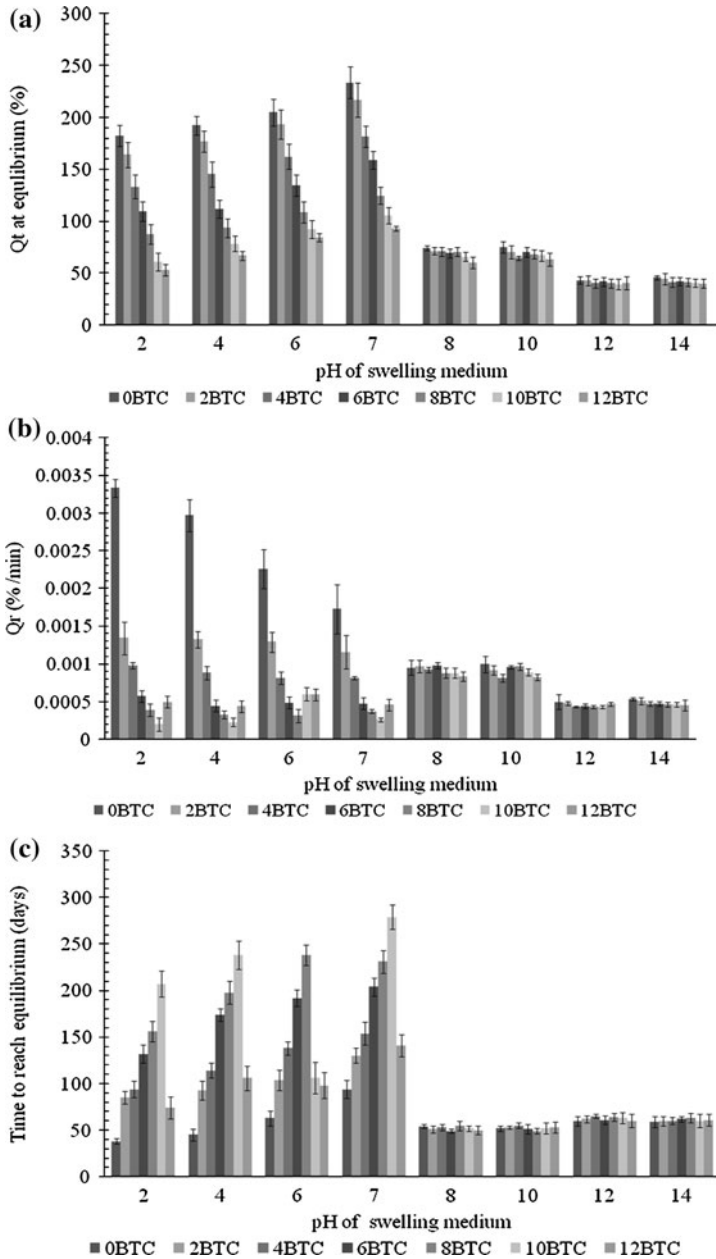 (a)
300
250
200
150
100
50
0
Qt at equlibrium (%)
2 4 6 7 8 10 12 14
pH of swelling medium
0BTC 2BTC 4BTC 6BTC 8BTC 10BTC 12BTC
(b)
0.004
0.0035
0.003
0.0025
0.002
0.0015
0.001
0.0005
0
Qr (% /min)
2 4 6 7 8 10 12 14
pH of swelling medium
0BTC 2BTC 4BTC 6BTC 8BTC 10BTC 12BTC
(c)
350
300
250
200
150
100
50
0
Time to reach equilibrium (days)
2 4 6 7 8 10 12 14
pH of swelling medium
0BTC 2BTC 4BTC 6BTC 8BTC 10BTC 12BTC